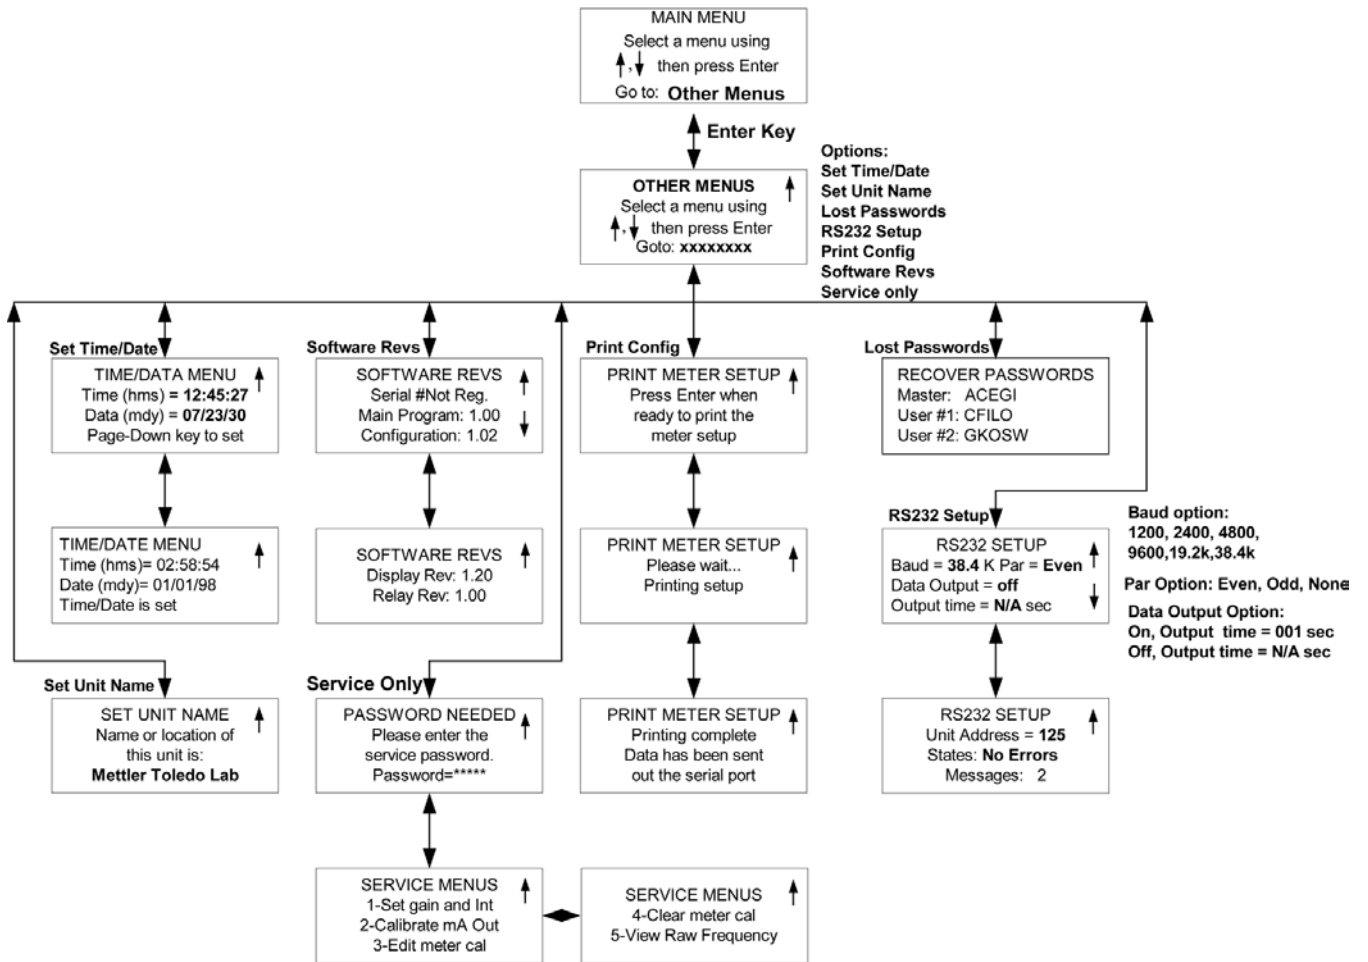 MAIN MENU
Select a menu using
↑,↓ then press Enter
Go to: Other Menus
Enter Key
Options:
Set Time/Date
Set Unit Name
Lost Passwords
RS232 Setup
Print Config
Software Revs
Service only
OTHER MENUS
Select a menu using
↑,↓ then press Enter
Goto: xxxxxxxx
Set Time/Date
TIME/DATA MENU
Time (hms) = 12:45:27
Data (mdy) = 07/23/30
Page-Down key to set
TIME/DATE MENU
Time (hms)= 02:58:54
Date (mdy)= 01/01/98
Time/Date is set
Set Unit Name
SET UNIT NAME
Name or location of
this unit is:
Mettler Toledo Lab
Software Revs
SOFTWARE REVS
Serial #Not Reg.
Main Program: 1.00
Configuration: 1.02
SOFTWARE REVS
Display Rev: 1.20
Relay Rev: 1.00
Service Only
PASSWORD NEEDED
Please enter the
service password.
Password=*****
SERVICE MENUS
1-Set gain and Int
2-Calibrate mA Out
3-Edit meter cal
SERVICE MENUS
4-Clear meter cal
5-View Raw Frequency
Print Config
PRINT METER SETUP
Press Enter when
ready to print the
meter setup
PRINT METER SETUP
Please wait...
Printing setup
PRINT METER SETUP
Printing complete
Data has been sent
out the serial port
Lost Passwords
RECOVER PASSWORDS
Master: ACEGI
User #1: CFILO
User #2: GKOSW
RS232 Setup
RS232 SETUP
Baud = 38.4 K Par = Even
Data Output = off
Output time = N/A sec
Baud option:
1200, 2400, 4800,
9600,19.2k,38.4k
Par Option: Even, Odd, None
Data Output Option:
On, Output time = 001 sec
Off, Output time = N/A sec
RS232 SETUP
Unit Address = 125
States: No Errors
Messages: 2